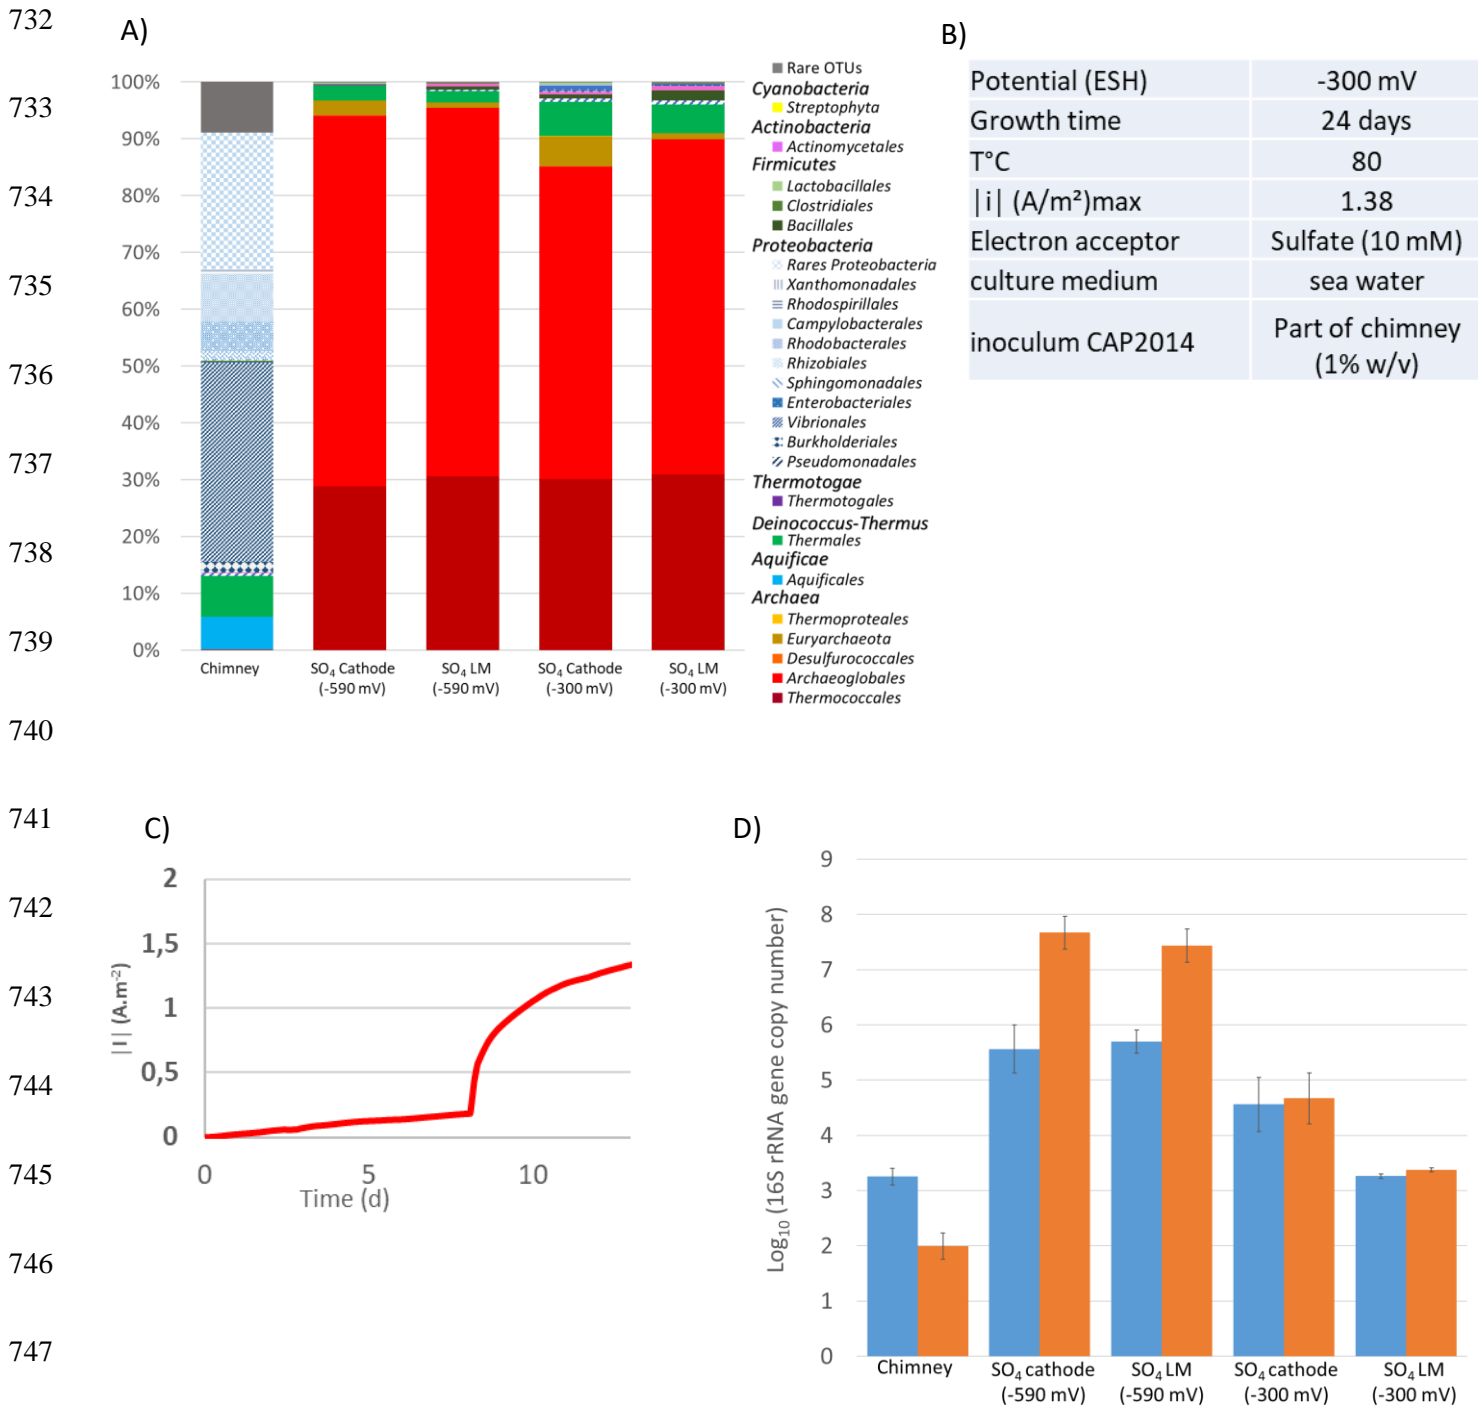 732
733
734
735
736
737
738
739
740
741
742
743
744
745
746
747
A)
100%
90%
80%
70%
60%
50%
40%
30%
20%
10%
0%
Chimney
SO4 Cathode
(-590 mV)
SO4 LM
(-590 mV)
SO4 Cathode
(-300 mV)
SO4 LM
(-300 mV)
Rare OTUs
Cyanobacteria
Streptophyta
Actinobacteria
Actinomycetales
Firmicutes
Lactobacillales
Clostridiales
Bacillales
Proteobacteria
Rares Proteobacteria
Xanthomonadales
Rhodospirillales
Campylobacterales
Rhodobacterales
Rhizobiales
Sphingomonadales
Enterobacteriales
Vibrionales
Burkholderiales
Pseudomonadales
Thermotogae
Thermotogales
Deinococcus-Thermus
Thermales
Aquificae
Aquificales
Archaea
Thermoproteales
Euryarchaeota
Desulfurococcales
Archaeoglobales
Thermococcales
B)
Potential (ESH) -300 mV
Growth time 24 days
T°C 80
|i| (A/m²)max 1.38
Electron acceptor Sulfate (10 mM)
culture medium sea water
inoculum CAP2014 Part of chimney
(1% w/v)
C)
|I| (A.m-2)
2
1,5
1
0,5
0
0 5 10
Time (d)
D)
Log10 (16S rRNA gene copy number)
9
8
7
6
5
4
3
2
1
0
Chimney
SO4 cathode
(-590 mV)
SO4 LM
(-590 mV)
SO4 cathode
(-300 mV)
SO4 LM
(-300 mV)